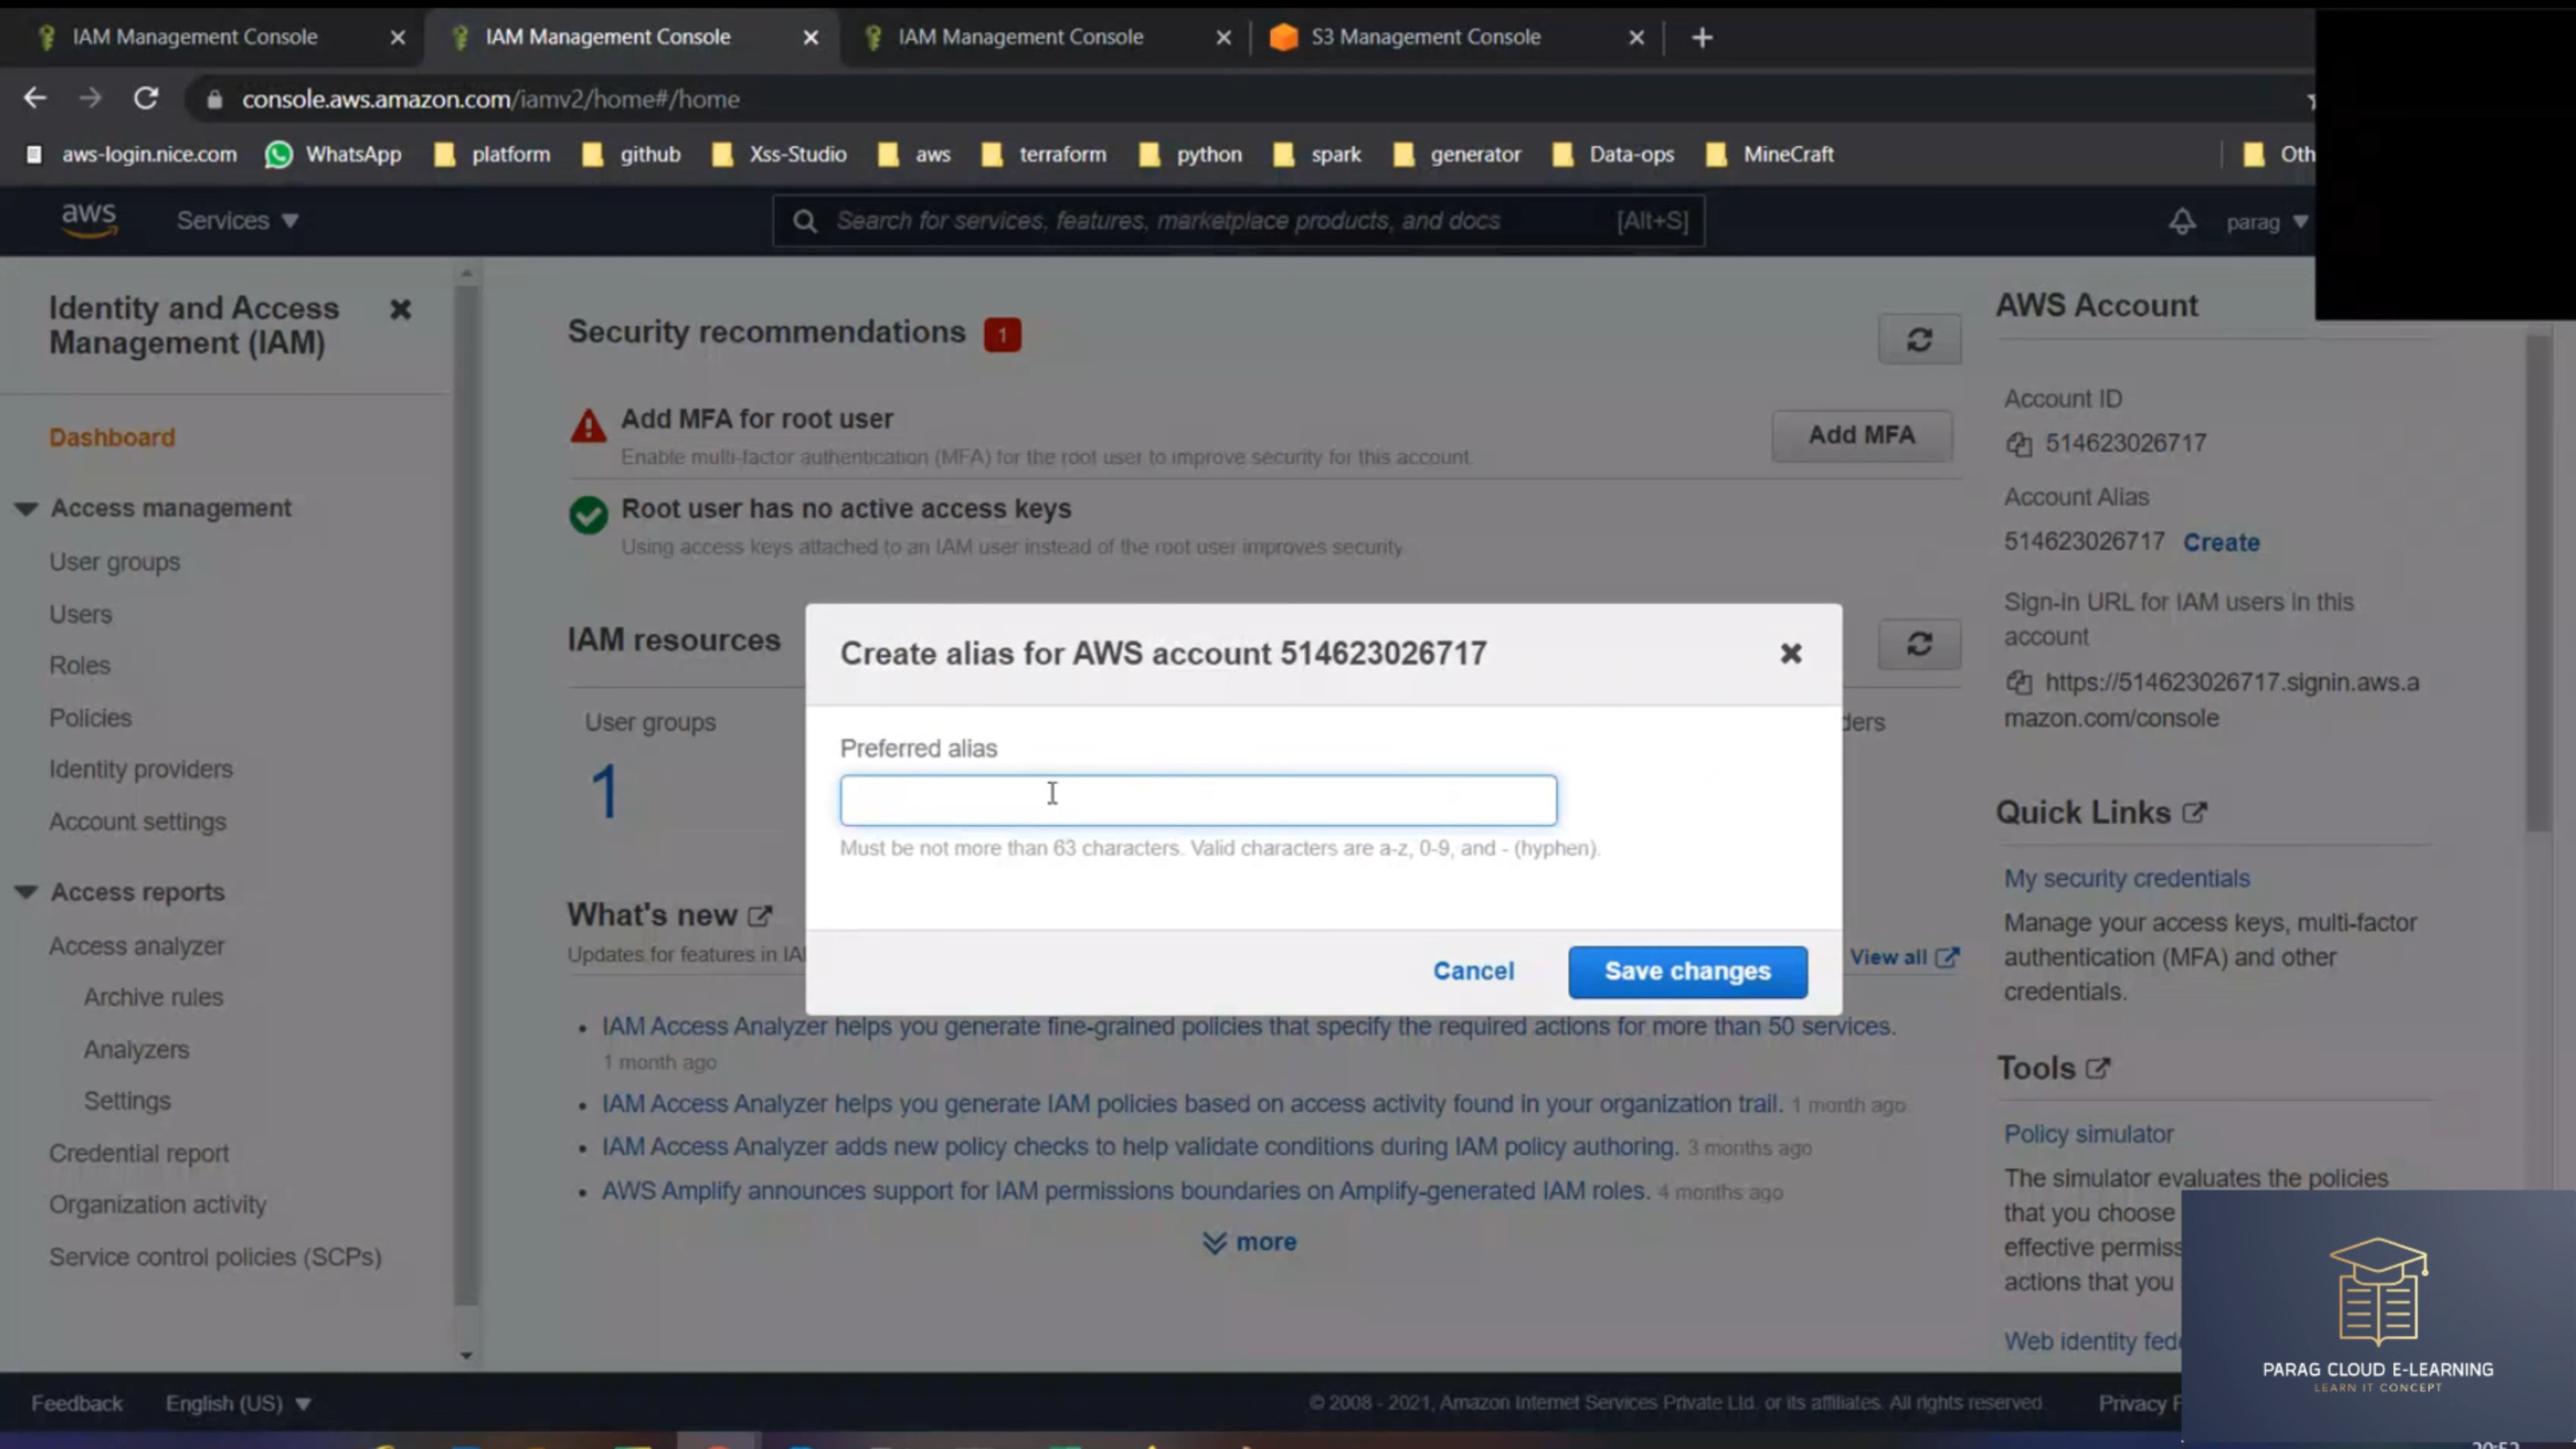 IAM Management Console
IAM Management Console
IAM Management Console
S3 Management Console
console.aws.amazon.com/iamv2/home#/home
aws-login.nice.com
WhatsApp
platform
github
Xss-Studio
aws
terraform
python
spark
generator
Data-ops
MineCraft
Oth
aws
Services
Search for services, features, marketplace products, and docs
[Alt+S]
parag
Identity and Access
Management (IAM)
Dashboard
Access management
User groups
Users
Roles
Policies
Identity providers
Account settings
Access reports
Access analyzer
Archive rules
Analyzers
Settings
Credential report
Organization activity
Service control policies (SCPs)
Security recommendations 1
Add MFA for root user
Enable multi-factor authentication (MFA) for the root user to improve security for this account.
Add MFA
Root user has no active access keys
Using access keys attached to an IAM user instead of the root user improves security.
IAM resources
User groups
1
ders
Create alias for AWS account 514623026717
Preferred alias
Must be not more than 63 characters. Valid characters are a-z, 0-9, and - (hyphen).
Cancel
Save changes
What's new
Updates for features in IA
View all
• IAM Access Analyzer helps you generate fine-grained policies that specify the required actions for more than 50 services.
1 month ago
• IAM Access Analyzer helps you generate IAM policies based on access activity found in your organization trail. 1 month ago
• IAM Access Analyzer adds new policy checks to help validate conditions during IAM policy authoring. 3 months ago
• AWS Amplify announces support for IAM permissions boundaries on Amplify-generated IAM roles. 4 months ago
more
AWS Account
Account ID
514623026717
Account Alias
514623026717 Create
Sign-in URL for IAM users in this
account
https://514623026717.signin.aws.a
mazon.com/console
Quick Links
My security credentials
Manage your access keys, multi-factor
authentication (MFA) and other
credentials.
Tools
Policy simulator
The simulator evaluates the policies
that you choose
effective permiss
actions that you
Web identity fed
PARAG CLOUD E-LEARNING
LEARN IT CONCEPT
Feedback
English (US)
© 2008 - 2021, Amazon Internet Services Private Ltd. or its affiliates. All rights reserved.
Privacy P